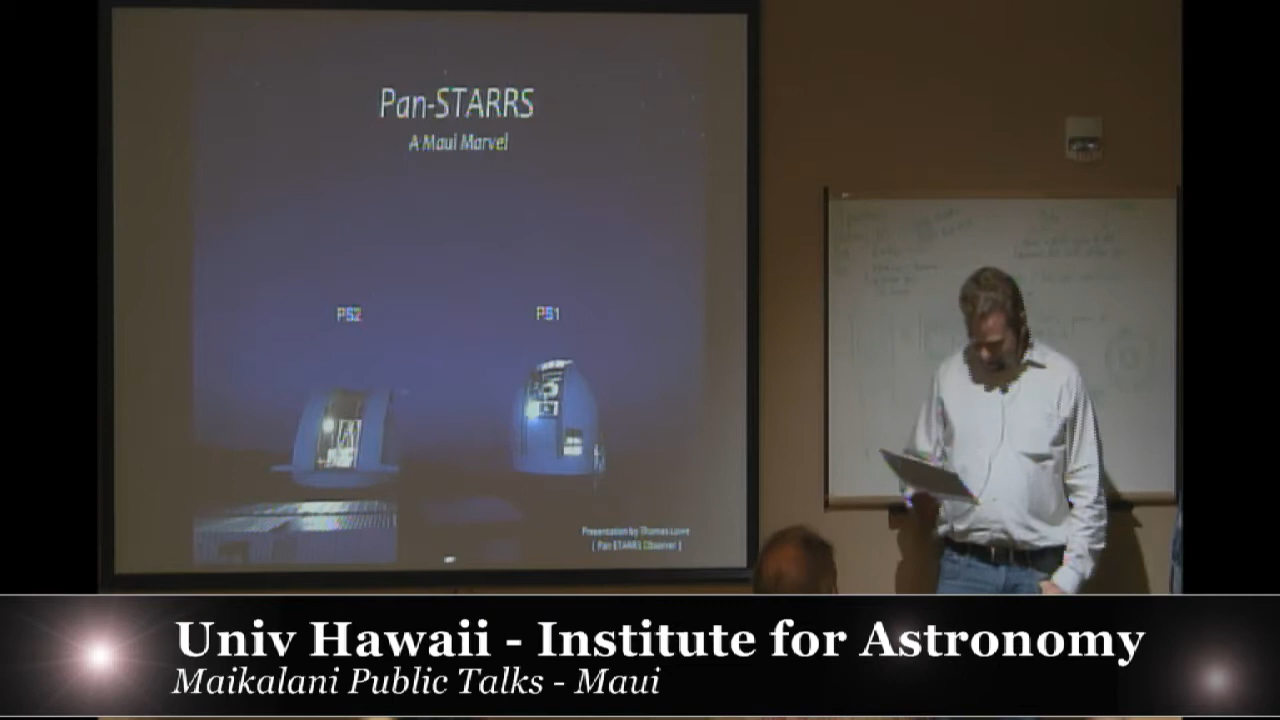 Pan-STARRS
A Maui Marvel
PS2
PS1
Presentation by Thomas Lowe
[ Pan STARRS Observer ]
Univ Hawaii - Institute for Astronomy
Maikalani Public Talks - Maui